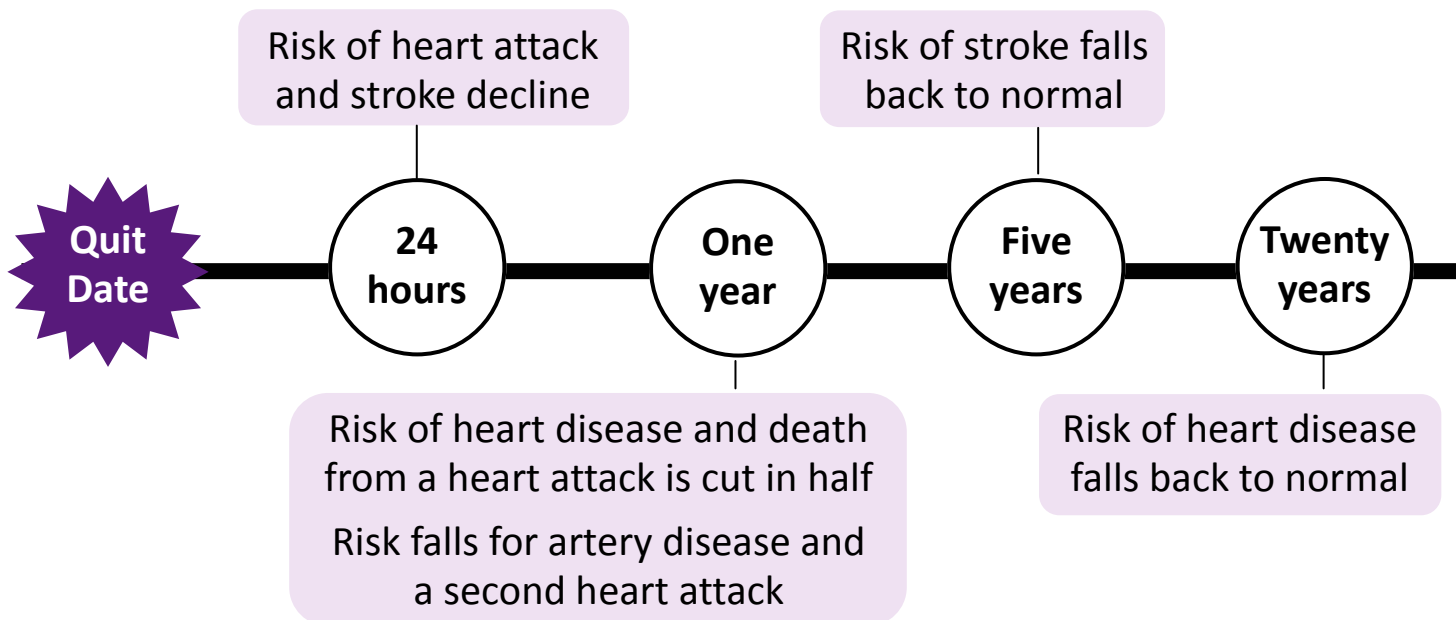 Risk of heart attack
and stroke decline
Risk of stroke falls
back to normal
Quit
Date
24
hours
One
year
Five
years
Twenty
years
Risk of heart disease and death
from a heart attack is cut in half
Risk falls for artery disease and
a second heart attack
Risk of heart disease
falls back to normal